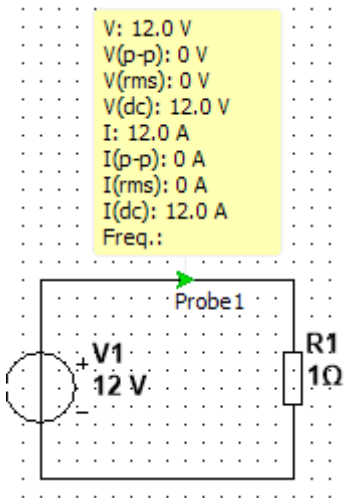 V: 12.0 V
V(p-p): 0 V
V(rms): 0 V
V(dc): 12.0 V
I: 12.0 A
I(p-p): 0 A
I(rms): 0 A
I(dc): 12.0 A
Freq.:
Probe1
V1
+
12 V
−
R1
1Ω